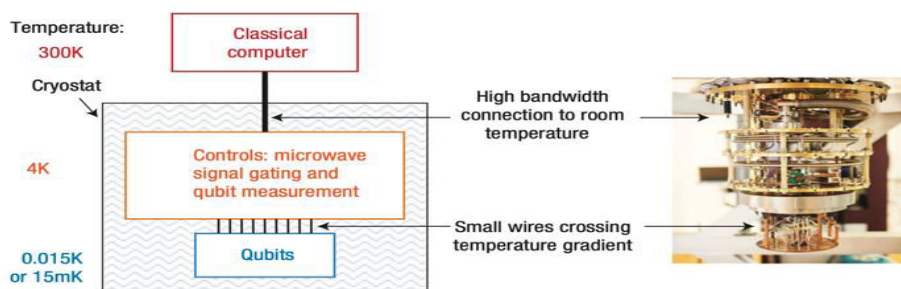 Temperature:
300K
Classical
computer
Cryostat
High bandwidth
connection to room
temperature
4K
Controls: microwave
signal gating and
qubit measurement
Small wires crossing
temperature gradient
0.015K
or 15mK
Qubits